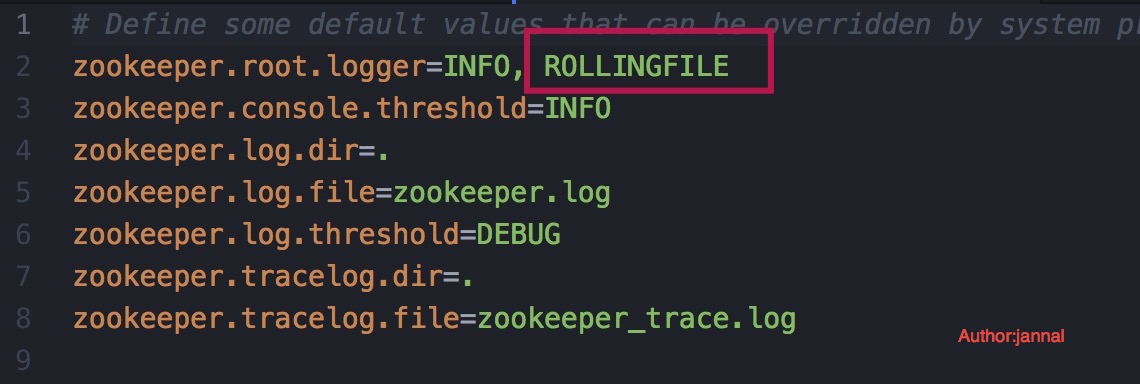 1 # Define some default values that can be overridden by system
2 zookeeper.root.logger=INFO, ROLLINGFILE
3 zookeeper.console.threshold=INFO
4 zookeeper.log.dir=.
5 zookeeper.log.file=zookeeper.log
6 zookeeper.log.threshold=DEBUG
7 zookeeper.tracelog.dir=.
8 zookeeper.tracelog.file=zookeeper_trace.log
Author:jannal
9